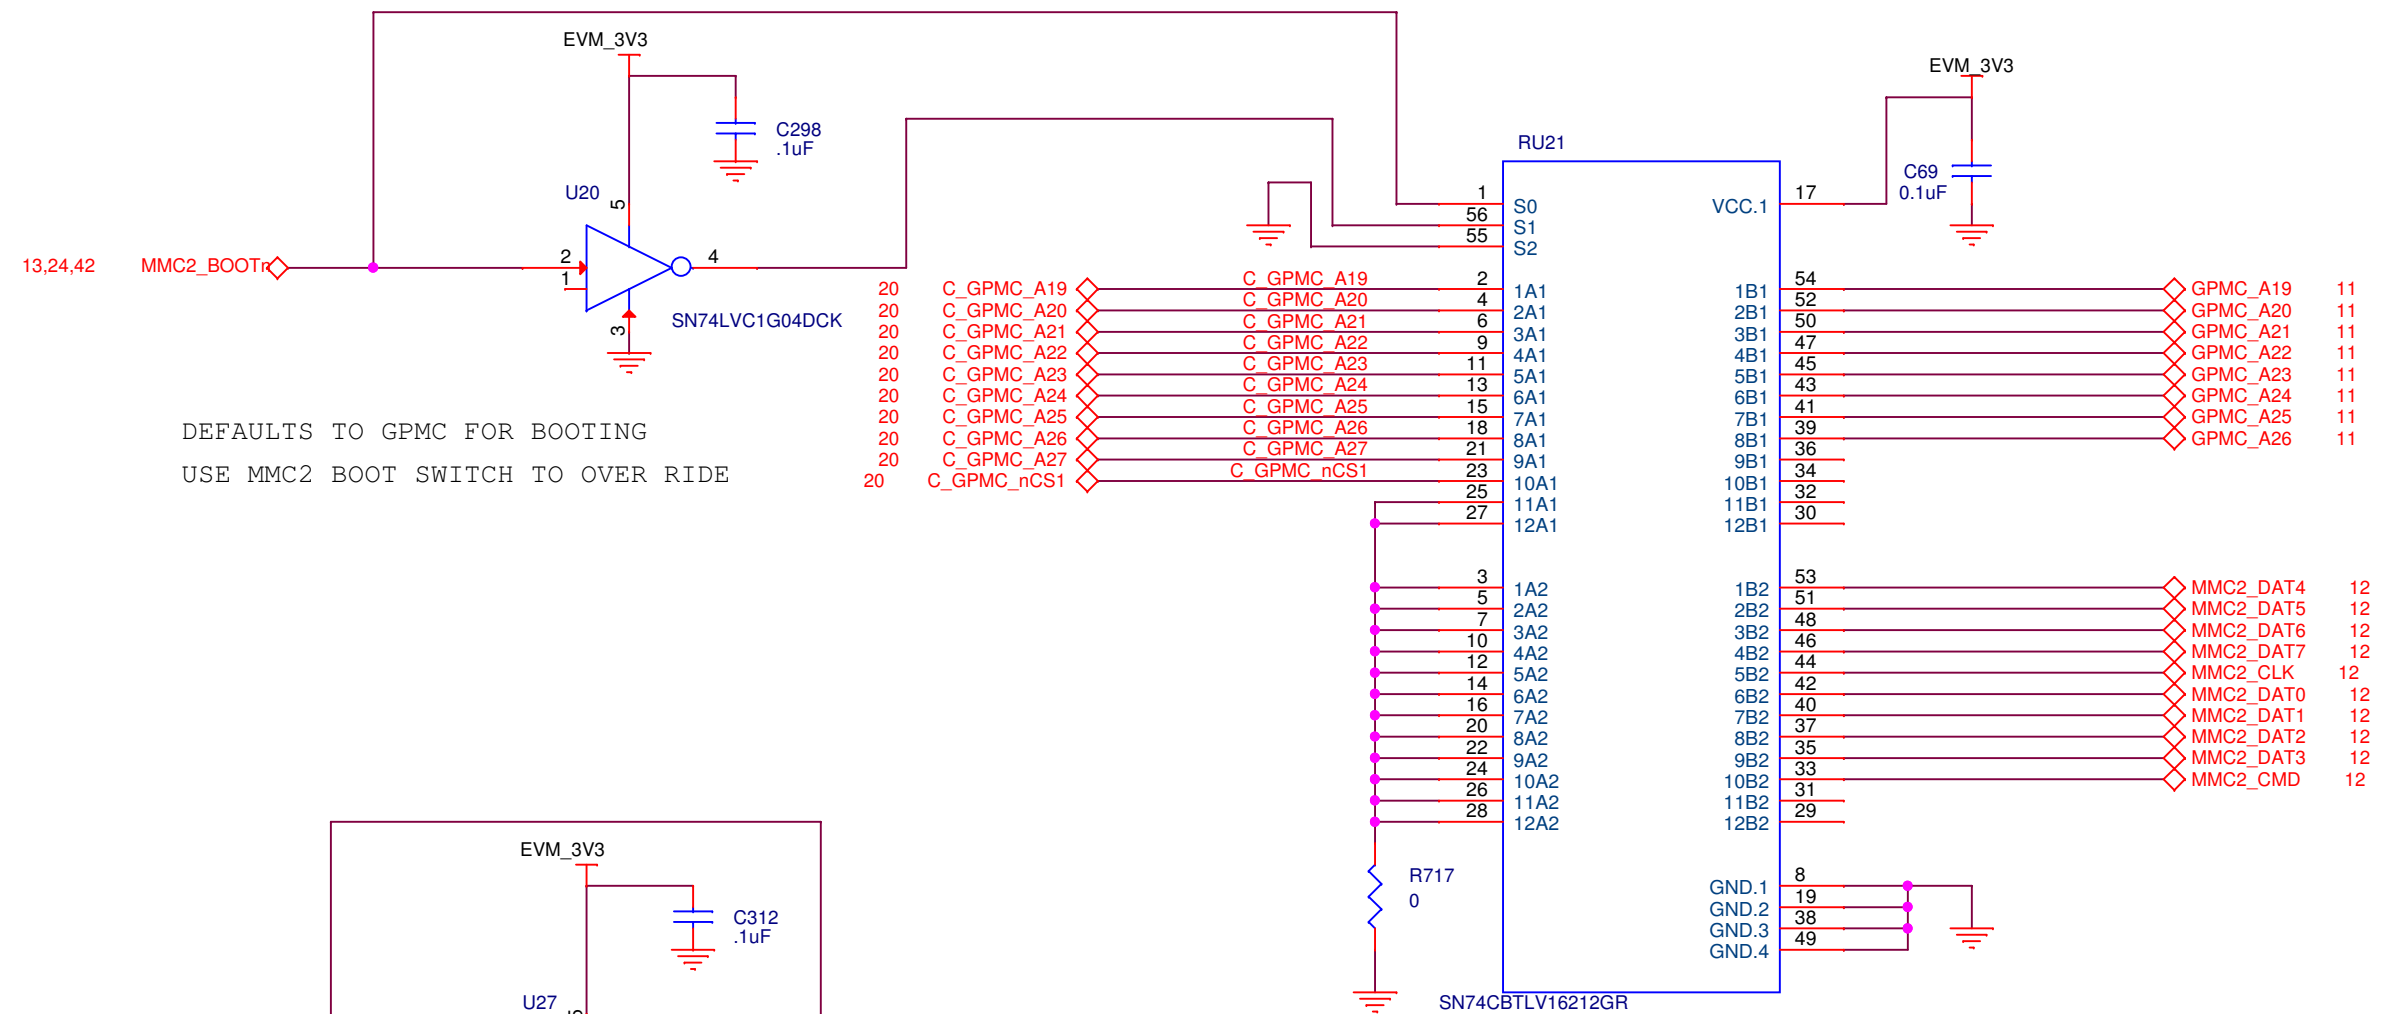 EVM_3V3
C298
.1uF
U20
5
13,24,42 MMC2_BOOTn 2 4
1
3
SN74LVC1G04DCK
DEFAULTS TO GPMC FOR BOOTING
USE MMC2 BOOT SWITCH TO OVER RIDE
EVM_3V3
C69
0.1uF
RU21
1 S0 VCC.1 17
56 S1
55 S2
20 C_GPMC_A19 C_GPMC_A19 2 1A1 1B1 54 GPMC_A19 11
20 C_GPMC_A20 C_GPMC_A20 4 2A1 2B1 52 GPMC_A20 11
20 C_GPMC_A21 C_GPMC_A21 6 3A1 3B1 50 GPMC_A21 11
20 C_GPMC_A22 C_GPMC_A22 9 4A1 4B1 47 GPMC_A22 11
20 C_GPMC_A23 C_GPMC_A23 11 5A1 5B1 45 GPMC_A23 11
20 C_GPMC_A24 C_GPMC_A24 13 6A1 6B1 43 GPMC_A24 11
20 C_GPMC_A25 C_GPMC_A25 15 7A1 7B1 41 GPMC_A25 11
20 C_GPMC_A26 C_GPMC_A26 18 8A1 8B1 39 GPMC_A26 11
20 C_GPMC_A27 C_GPMC_A27 21 9A1 9B1 36
20 C_GPMC_nCS1 C_GPMC_nCS1 23 10A1 10B1 34
25 11A1 11B1 32
27 12A1 12B1 30
3 1A2 1B2 53 MMC2_DAT4 12
5 2A2 2B2 51 MMC2_DAT5 12
7 3A2 3B2 48 MMC2_DAT6 12
10 4A2 4B2 46 MMC2_DAT7 12
12 5A2 5B2 44 MMC2_CLK 12
14 6A2 6B2 42 MMC2_DAT0 12
16 7A2 7B2 40 MMC2_DAT1 12
20 8A2 8B2 37 MMC2_DAT2 12
22 9A2 9B2 35 MMC2_DAT3 12
24 10A2 10B2 33 MMC2_CMD 12
26 11A2 11B2 31
28 12A2 12B2 29
R717
0
GND.1 8
GND.2 19
GND.3 38
GND.4 49
SN74CBTLV16212GR
EVM_3V3
C312
.1uF
U27